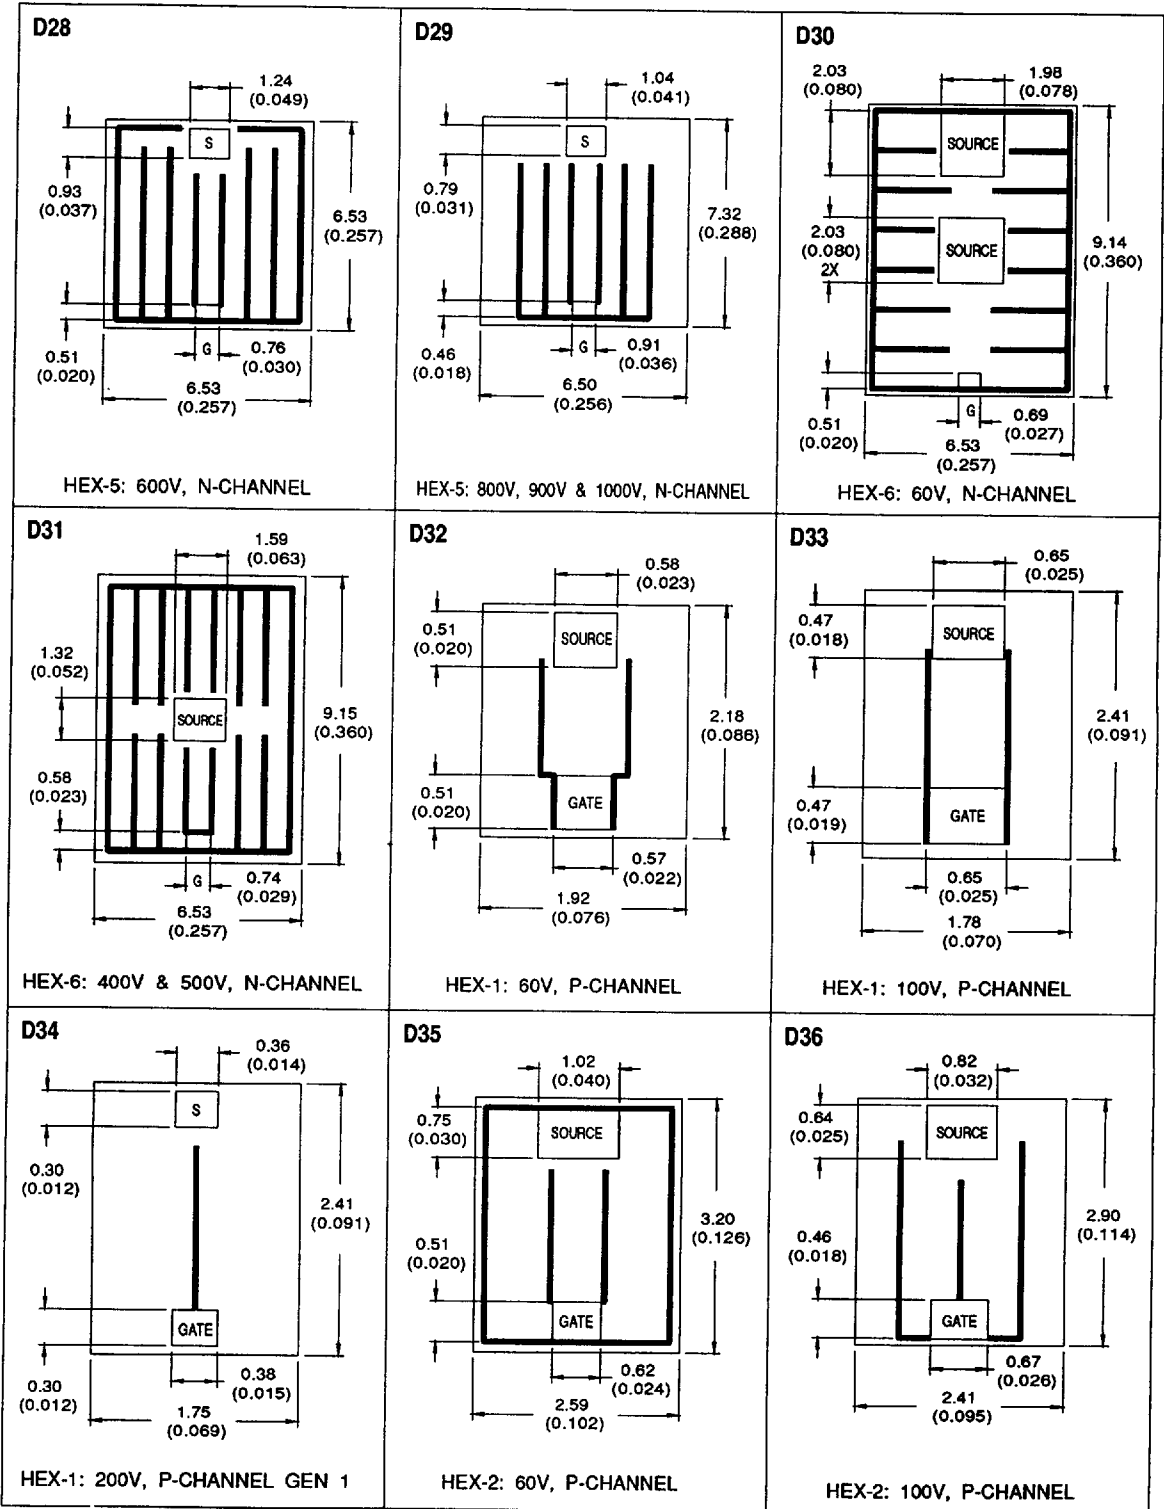 D28
1.24
(0.049)
S
0.93
(0.037)
6.53
(0.257)
0.51
(0.020)
G
0.76
(0.030)
6.53
(0.257)
HEX-5: 600V, N-CHANNEL
D29
1.04
(0.041)
S
0.79
(0.031)
7.32
(0.288)
0.46
(0.018)
G
0.91
(0.036)
6.50
(0.256)
HEX-5: 800V, 900V & 1000V, N-CHANNEL
D30
2.03
(0.080)
1.98
(0.078)
SOURCE
2.03
(0.080)
2X
SOURCE
9.14
(0.360)
0.51
(0.020)
G
0.69
(0.027)
6.53
(0.257)
HEX-6: 60V, N-CHANNEL
D31
1.59
(0.063)
1.32
(0.052)
SOURCE
9.15
(0.360)
0.58
(0.023)
G
0.74
(0.029)
6.53
(0.257)
HEX-6: 400V & 500V, N-CHANNEL
D32
0.58
(0.023)
0.51
(0.020)
SOURCE
2.18
(0.086)
0.51
(0.020)
GATE
0.57
(0.022)
1.92
(0.076)
HEX-1: 60V, P-CHANNEL
D33
0.65
(0.025)
0.47
(0.018)
SOURCE
2.41
(0.091)
0.47
(0.019)
GATE
0.65
(0.025)
1.78
(0.070)
HEX-1: 100V, P-CHANNEL
D34
0.36
(0.014)
S
0.30
(0.012)
2.41
(0.091)
GATE
0.30
(0.012)
0.38
(0.015)
1.75
(0.069)
HEX-1: 200V, P-CHANNEL GEN 1
D35
1.02
(0.040)
0.75
(0.030)
SOURCE
3.20
(0.126)
0.51
(0.020)
GATE
0.62
(0.024)
2.59
(0.102)
HEX-2: 60V, P-CHANNEL
D36
0.82
(0.032)
0.64
(0.025)
SOURCE
2.90
(0.114)
0.46
(0.018)
GATE
0.67
(0.026)
2.41
(0.095)
HEX-2: 100V, P-CHANNEL